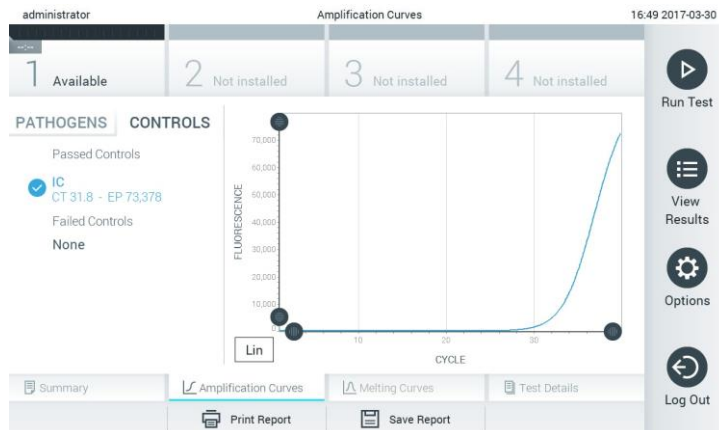 administrator
Amplification Curves
16:49 2017-03-30
--:--
1 Available
2 Not installed
3 Not installed
4 Not installed
Run Test
View
Results
Options
Log Out
PATHOGENS CONTROLS
Passed Controls
IC
CT 31.8 - EP 73,378
Failed Controls
None
FLUORESCENCE
70,000
60,000
50,000
40,000
30,000
20,000
10,000
0
10 20 30
CYCLE
Lin
Summary
Amplification Curves
Melting Curves
Test Details
Print Report
Save Report